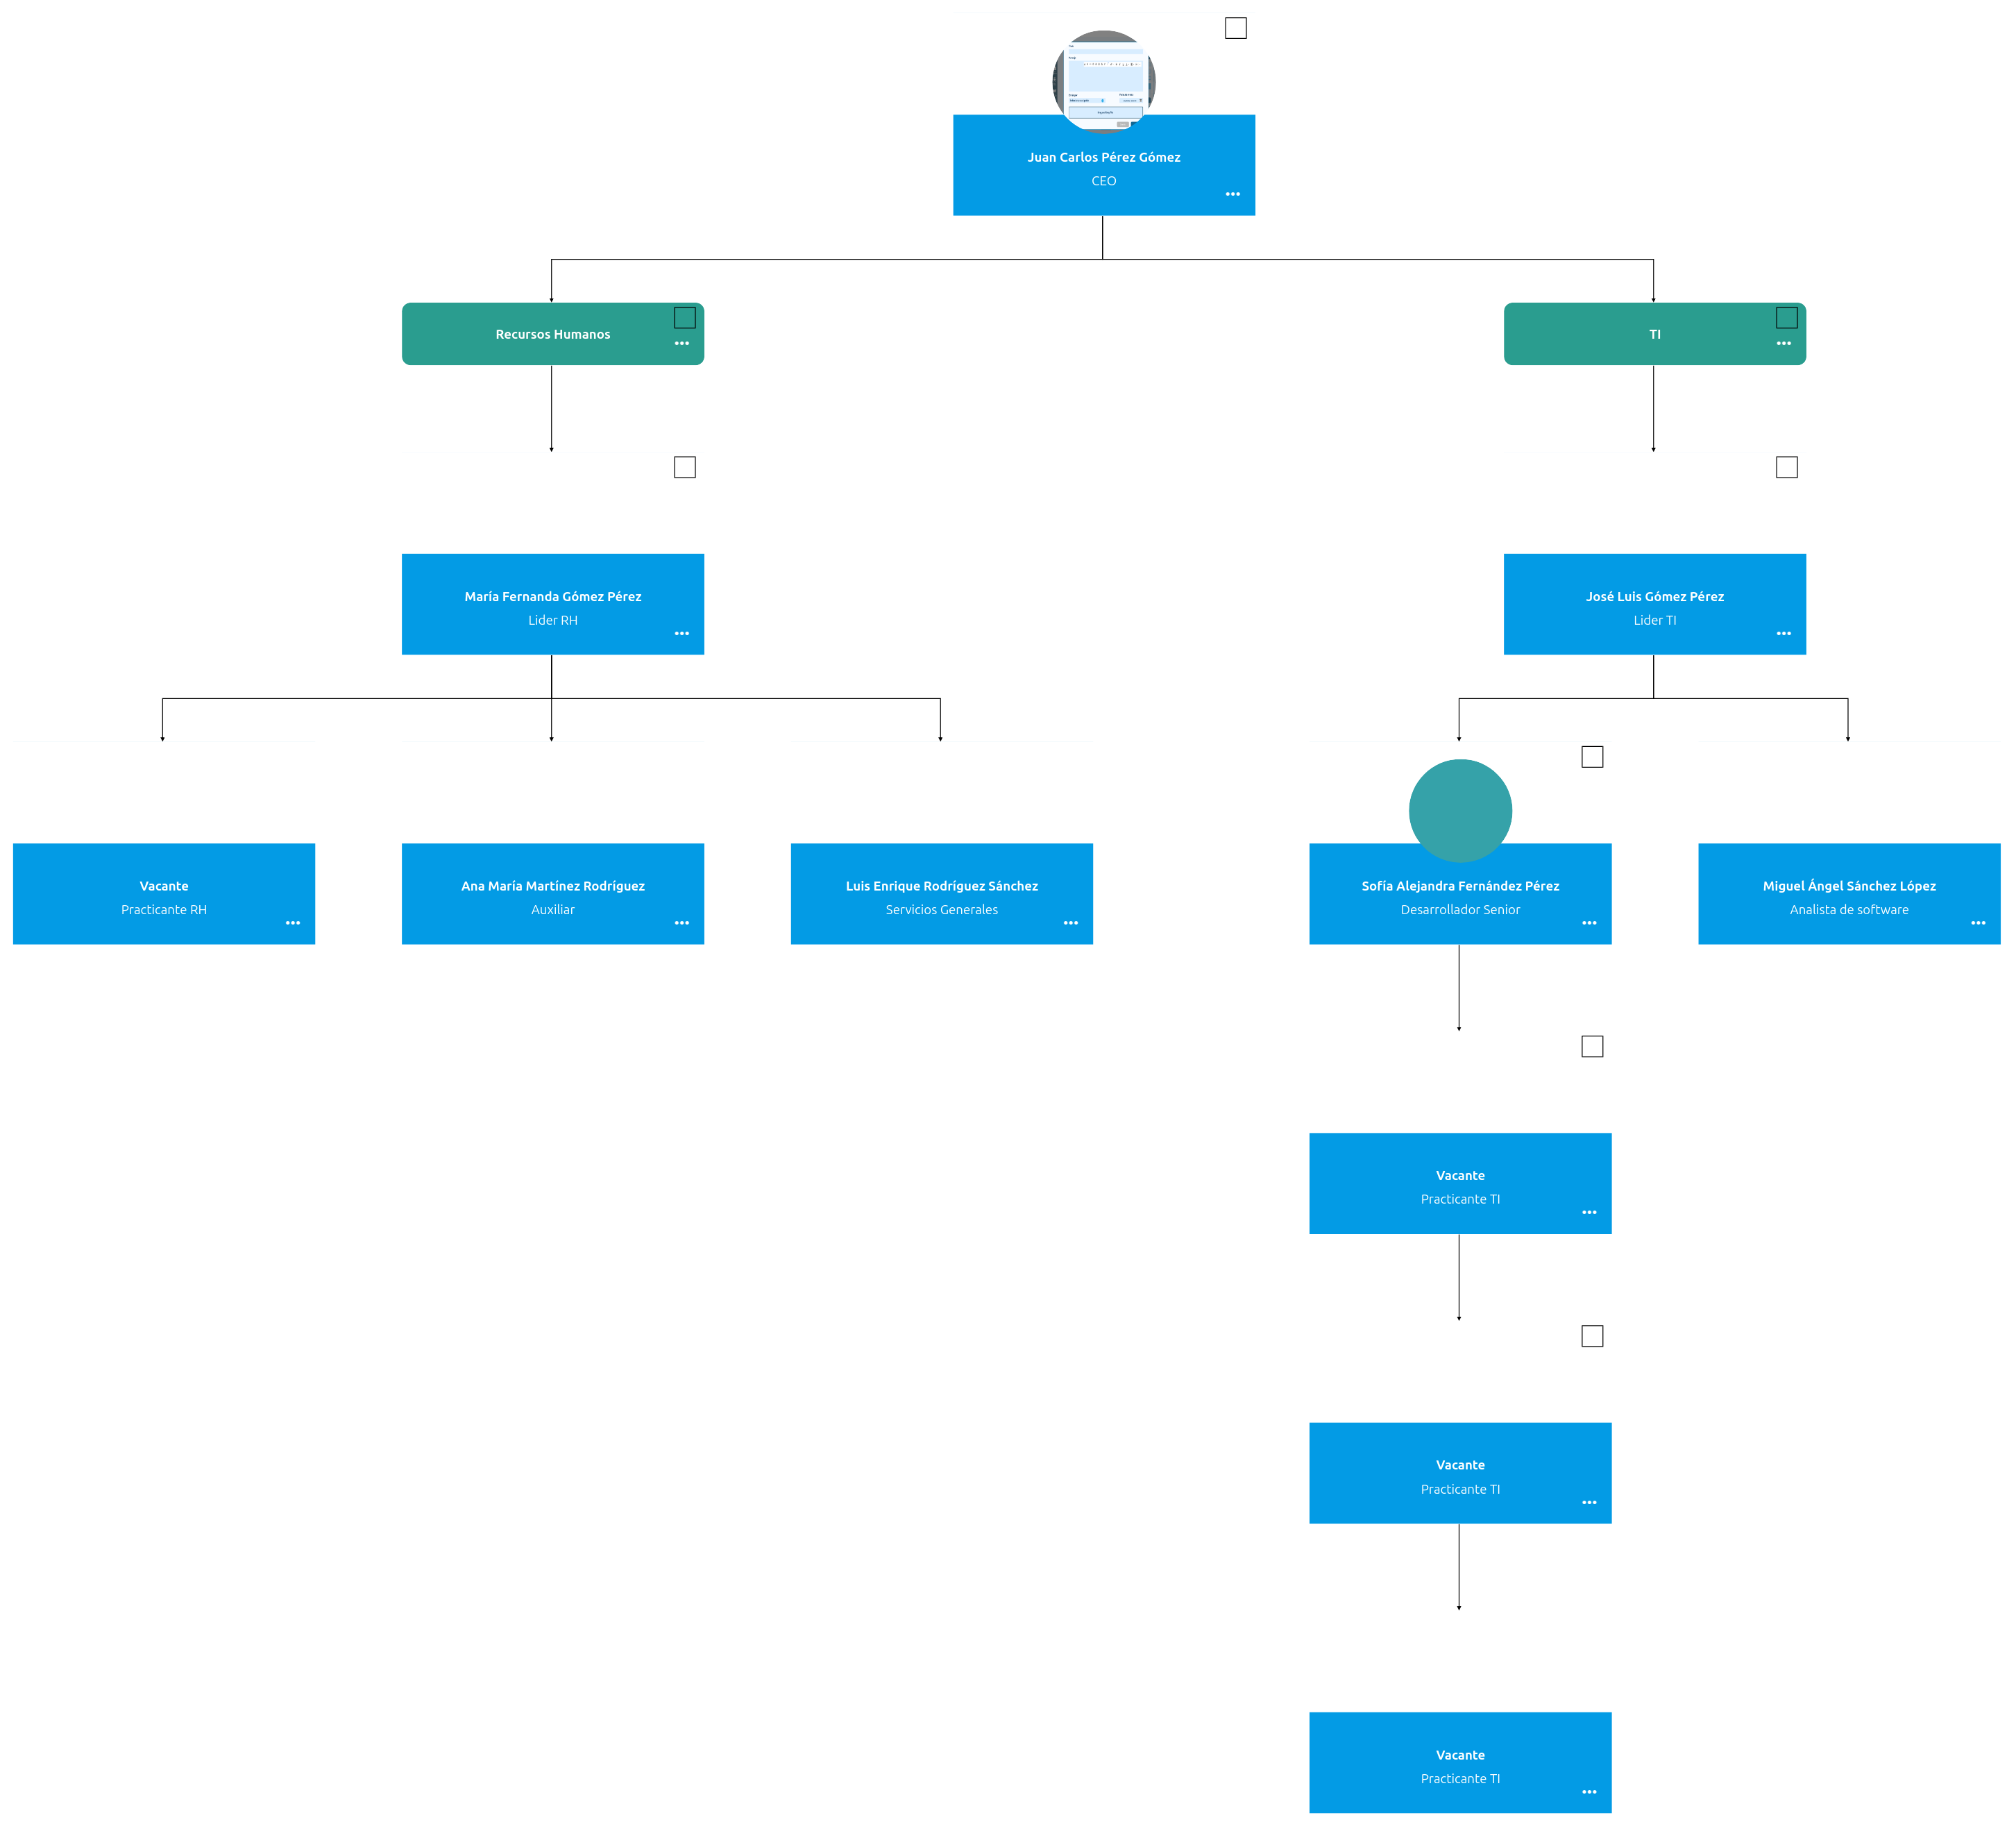 Juan Carlos Pérez Gómez
CEO
Recursos Humanos
TI
María Fernanda Gómez Pérez
Lider RH
José Luis Gómez Pérez
Lider TI
Vacante
Practicante RH
Ana María Martínez Rodríguez
Auxiliar
Luis Enrique Rodríguez Sánchez
Servicios Generales
Sofía Alejandra Fernández Pérez
Desarrollador Senior
Miguel Ángel Sánchez López
Analista de software
Vacante
Practicante TI
Vacante
Practicante TI
Vacante
Practicante TI